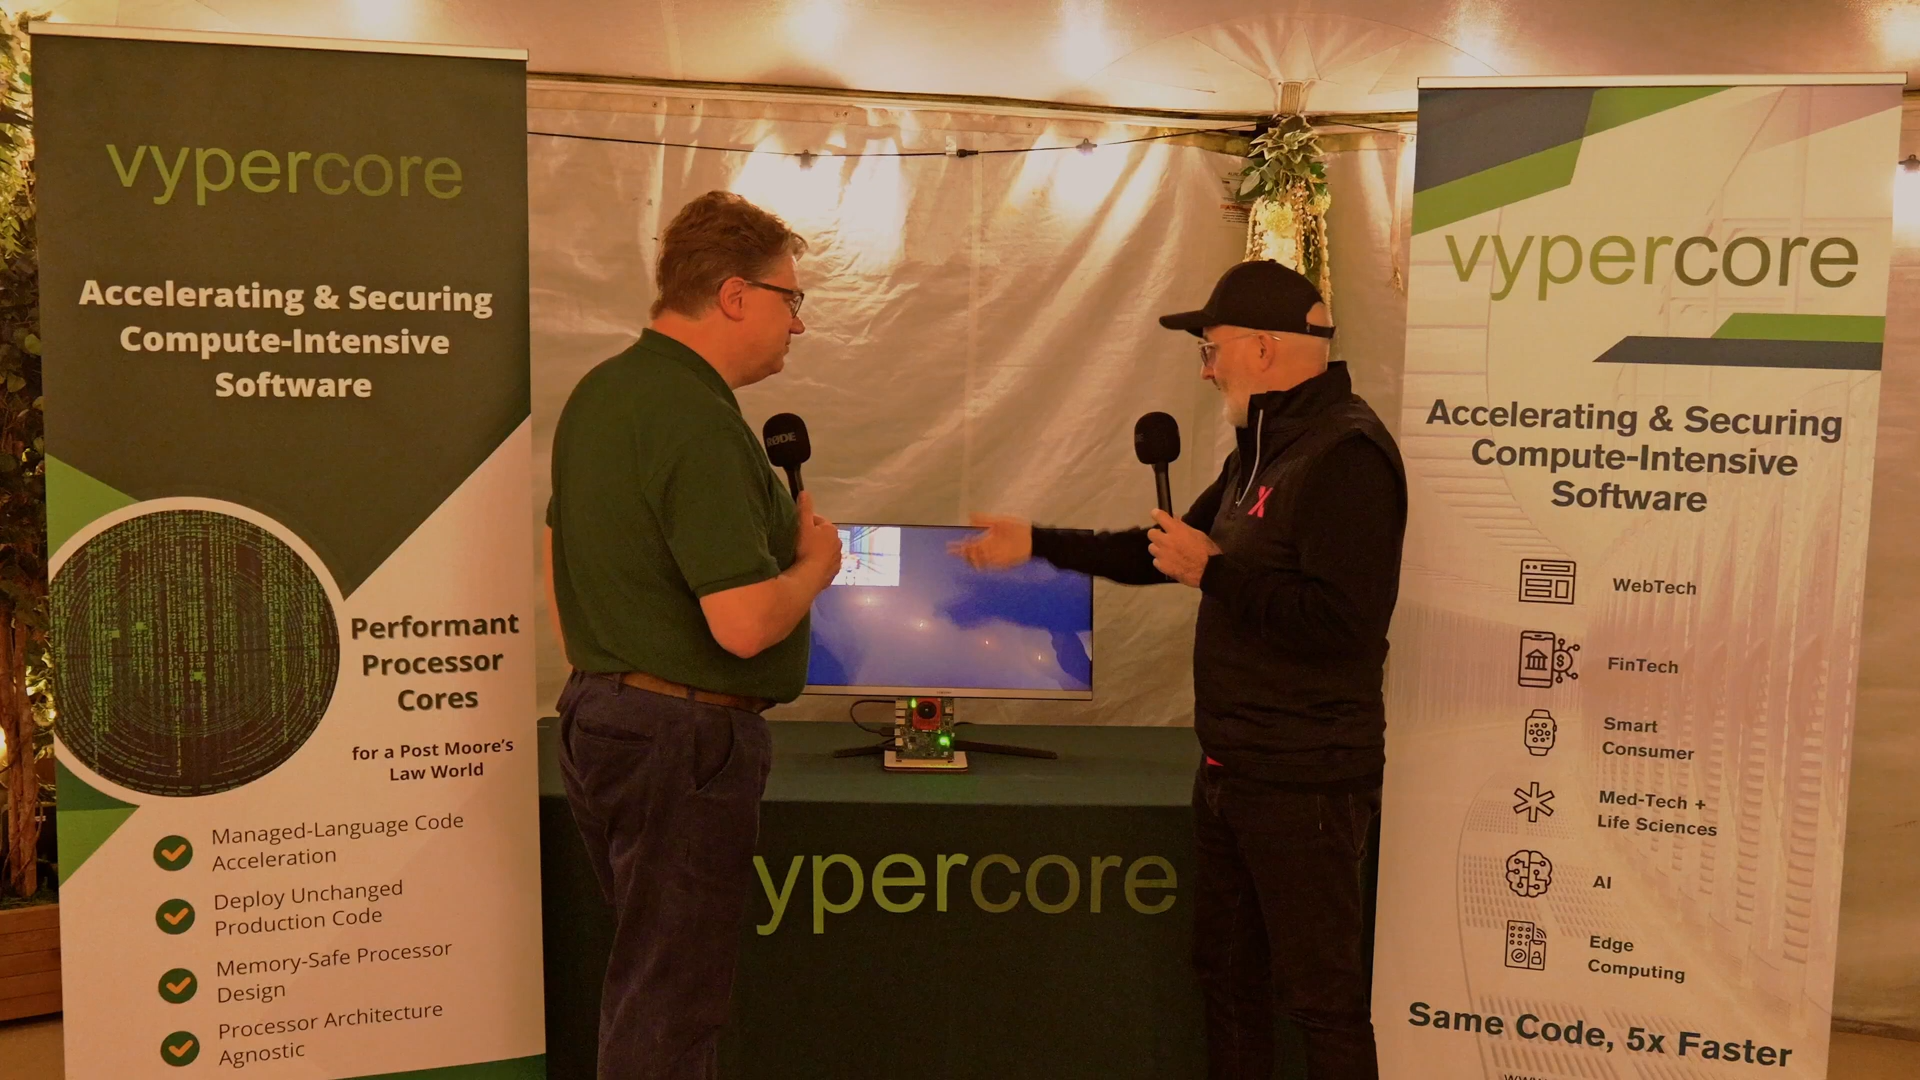 vypercore
Accelerating & Securing
Compute-Intensive
Software
Performant
Processor
Cores
for a Post Moore's
Law World
Managed-Language Code
Acceleration
Deploy Unchanged
Production Code
Memory-Safe Processor
Design
Processor Architecture
Agnostic
RØDE
X
ypercore
vypercore
Accelerating & Securing
Compute-Intensive
Software
WebTech
FinTech
Smart
Consumer
Med-Tech +
Life Sciences
AI
Edge
Computing
Same Code, 5x Faster